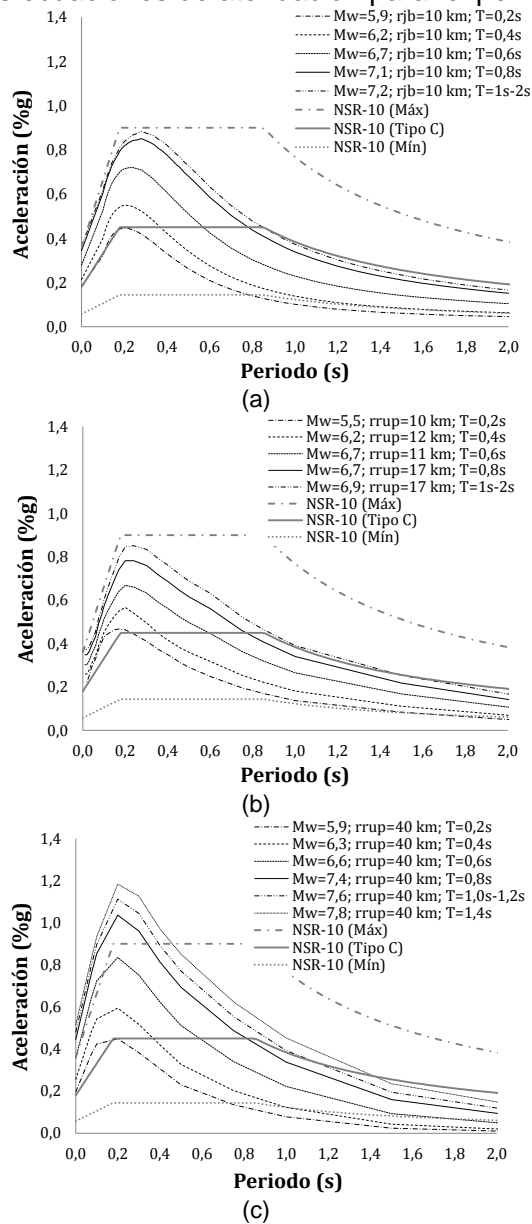 1,4
1,2
1,0
0,8
0,6
0,4
0,2
0,0
Aceleración (%g)
Mw=5,9; rjb=10 km; T=0,2s
Mw=6,2; rjb=10 km; T=0,4s
Mw=6,7; rjb=10 km; T=0,6s
Mw=7,1; rjb=10 km; T=0,8s
Mw=7,2; rjb=10 km; T=1s-2s
NSR-10 (Máx)
NSR-10 (Tipo C)
NSR-10 (Mín)
0,0 0,2 0,4 0,6 0,8 1,0 1,2 1,4 1,6 1,8 2,0
Periodo (s)
(a)
1,4
1,2
1,0
0,8
0,6
0,4
0,2
0,0
Aceleración (%g)
Mw=5,5; rrup=10 km; T=0,2s
Mw=6,2; rrup=12 km; T=0,4s
Mw=6,7; rrup=11 km; T=0,6s
Mw=6,7; rrup=17 km; T=0,8s
Mw=6,9; rrup=17 km; T=1s-2s
NSR-10 (Máx)
NSR-10 (Tipo C)
NSR-10 (Mín)
0,0 0,2 0,4 0,6 0,8 1,0 1,2 1,4 1,6 1,8 2,0
Periodo (s)
(b)
1,4
1,2
1,0
0,8
0,6
0,4
0,2
0,0
Aceleración (%g)
Mw=5,9; rrup=40 km; T=0,2s
Mw=6,3; rrup=40 km; T=0,4s
Mw=6,6; rrup=40 km; T=0,6s
Mw=7,4; rrup=40 km; T=0,8s
Mw=7,6; rrup=40 km; T=1,0s-1,2s
Mw=7,8; rrup=40 km; T=1,4s
NSR-10 (Máx)
NSR-10 (Tipo C)
NSR-10 (Mín)
0,0 0,2 0,4 0,6 0,8 1,0 1,2 1,4 1,6 1,8 2,0
Periodo (s)
(c)